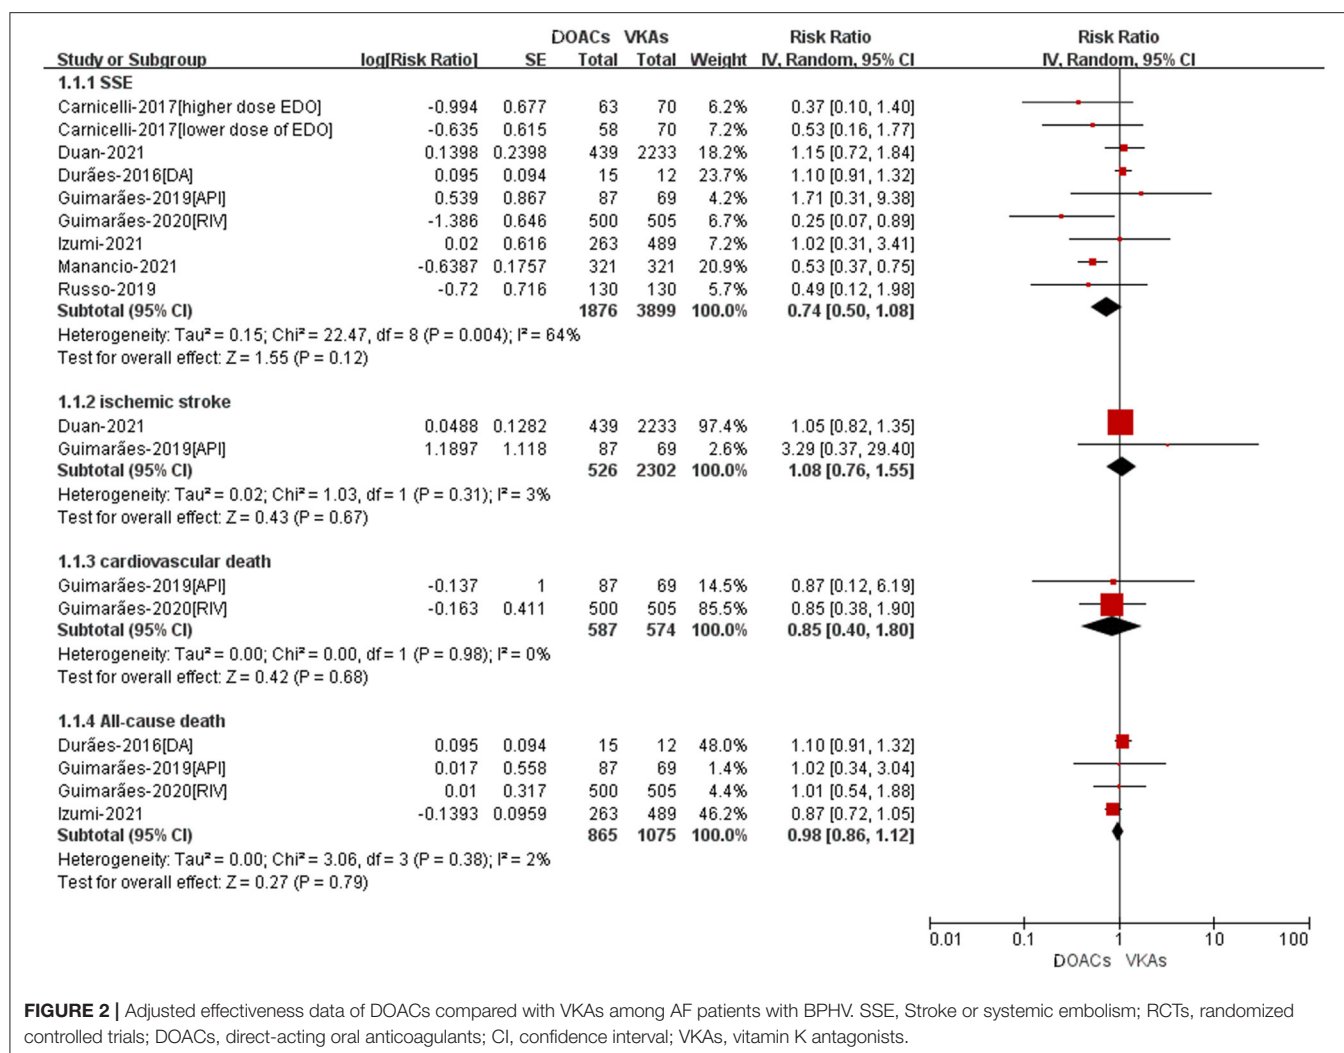 DOACs VKAs Risk Ratio Risk Ratio
Study or Subgroup log[Risk Ratio] SE Total Total Weight IV, Random, 95% CI IV, Random, 95% CI
1.1.1 SSE
Carnicelli-2017[higher dose EDO] -0.994 0.677 63 70 6.2% 0.37 [0.10, 1.40]
Carnicelli-2017[lower dose of EDO] -0.635 0.615 58 70 7.2% 0.53 [0.16, 1.77]
Duan-2021 0.1398 0.2398 439 2233 18.2% 1.15 [0.72, 1.84]
Durães-2016[DA] 0.095 0.094 15 12 23.7% 1.10 [0.91, 1.32]
Guimarães-2019[API] 0.539 0.867 87 69 4.2% 1.71 [0.31, 9.38]
Guimarães-2020[RIV] -1.386 0.646 500 505 6.7% 0.25 [0.07, 0.89]
Izumi-2021 0.02 0.616 263 489 7.2% 1.02 [0.31, 3.41]
Manancio-2021 -0.6387 0.1757 321 321 20.9% 0.53 [0.37, 0.75]
Russo-2019 -0.72 0.716 130 130 5.7% 0.49 [0.12, 1.98]
Subtotal (95% CI) 1876 3899 100.0% 0.74 [0.50, 1.08]
Heterogeneity: Tau² = 0.15; Chi² = 22.47, df = 8 (P = 0.004); I² = 64%
Test for overall effect: Z = 1.55 (P = 0.12)
1.1.2 ischemic stroke
Duan-2021 0.0488 0.1282 439 2233 97.4% 1.05 [0.82, 1.35]
Guimarães-2019[API] 1.1897 1.118 87 69 2.6% 3.29 [0.37, 29.40]
Subtotal (95% CI) 526 2302 100.0% 1.08 [0.76, 1.55]
Heterogeneity: Tau² = 0.02; Chi² = 1.03, df = 1 (P = 0.31); I² = 3%
Test for overall effect: Z = 0.43 (P = 0.67)
1.1.3 cardiovascular death
Guimarães-2019[API] -0.137 1 87 69 14.5% 0.87 [0.12, 6.19]
Guimarães-2020[RIV] -0.163 0.411 500 505 85.5% 0.85 [0.38, 1.90]
Subtotal (95% CI) 587 574 100.0% 0.85 [0.40, 1.80]
Heterogeneity: Tau² = 0.00; Chi² = 0.00, df = 1 (P = 0.98); I² = 0%
Test for overall effect: Z = 0.42 (P = 0.68)
1.1.4 All-cause death
Durães-2016[DA] 0.095 0.094 15 12 48.0% 1.10 [0.91, 1.32]
Guimarães-2019[API] 0.017 0.558 87 69 1.4% 1.02 [0.34, 3.04]
Guimarães-2020[RIV] 0.01 0.317 500 505 4.4% 1.01 [0.54, 1.88]
Izumi-2021 -0.1393 0.0959 263 489 46.2% 0.87 [0.72, 1.05]
Subtotal (95% CI) 865 1075 100.0% 0.98 [0.86, 1.12]
Heterogeneity: Tau² = 0.00; Chi² = 3.06, df = 3 (P = 0.38); I² = 2%
Test for overall effect: Z = 0.27 (P = 0.79)
0.01 0.1 1 10 100
DOACs VKAs
FIGURE 2 | Adjusted effectiveness data of DOACs compared with VKAs among AF patients with BPHV. SSE, Stroke or systemic embolism; RCTs, randomized
controlled trials; DOACs, direct-acting oral anticoagulants; CI, confidence interval; VKAs, vitamin K antagonists.